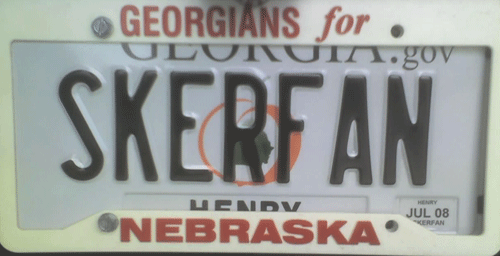 GEORGIANS for
GEORGIA.gov
SKERFAN
HENRY
HENRY
JUL 08
SKERFAN
NEBRASKA